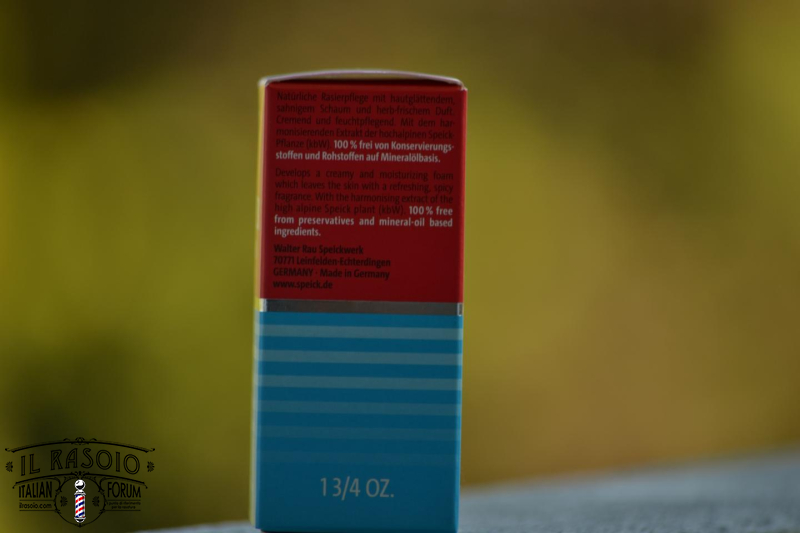 Natürliche Rasierpflege mit hautglättendem,
sahnigem Schaum und herb-frischem Duft.
Cremend und feuchtpflegend. Mit dem har
monisierenden Extrakt der hochalpinen Speick
Pflanze (kbW). 100 % frei von Konservierungs-
stoffen und Rohstoffen auf Mineralölbasis.
Develops a creamy and moisturizing foam
which leaves the skin with a refreshing, spicy
fragrance. With the harmonising extract of the
high alpine Speick plant (kbW). 100 % free
from preservatives and mineral-oil based
ingredients.
Walter Rau Speickwerk
70771 Leinfelden-Echterdingen
GERMANY · Made in Germany
www.speick.de
1 3/4 OZ.
IL RASOIO
ITALIAN FORUM
ilrasoio.com